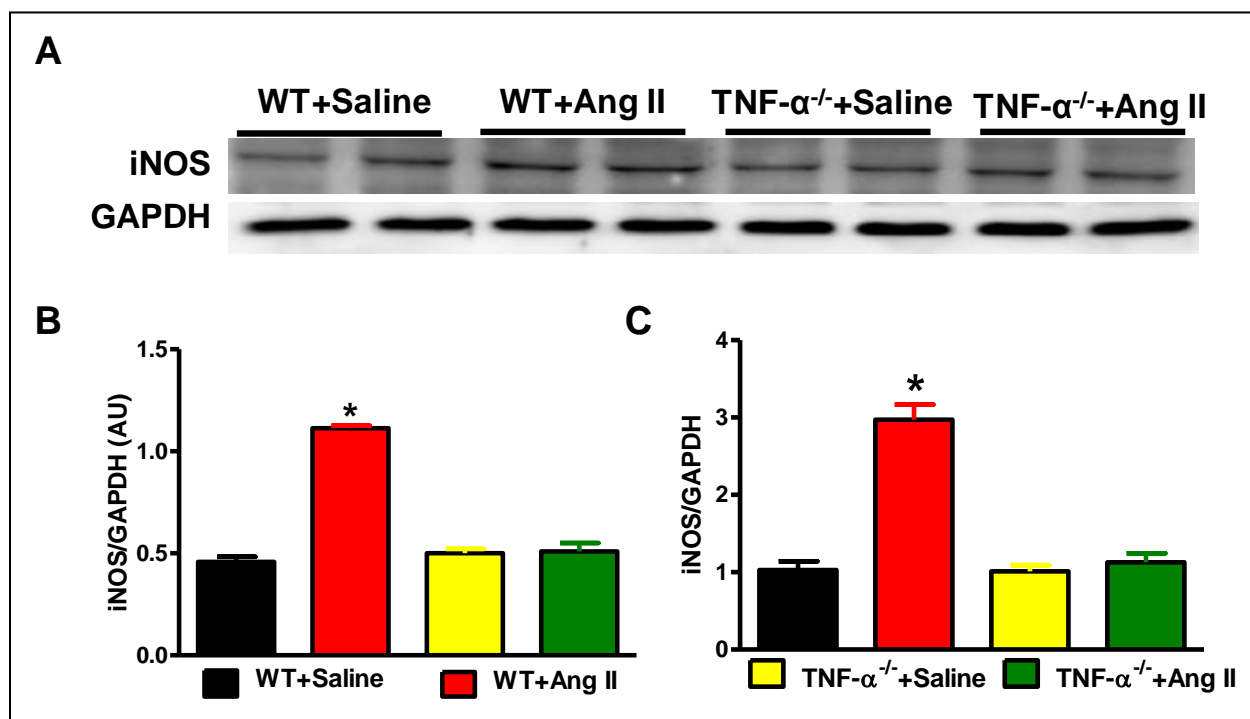 A
WT+Saline WT+Ang II TNF-α-/-+Saline TNF-α-/-+Ang II
iNOS
GAPDH
B
iNOS/GAPDH (AU)
1.5
1.0
0.5
0.0
*
C
iNOS/GAPDH
4
3
2
1
0
*
WT+Saline WT+Ang II TNF-α-/-+Saline TNF-α-/-+Ang II